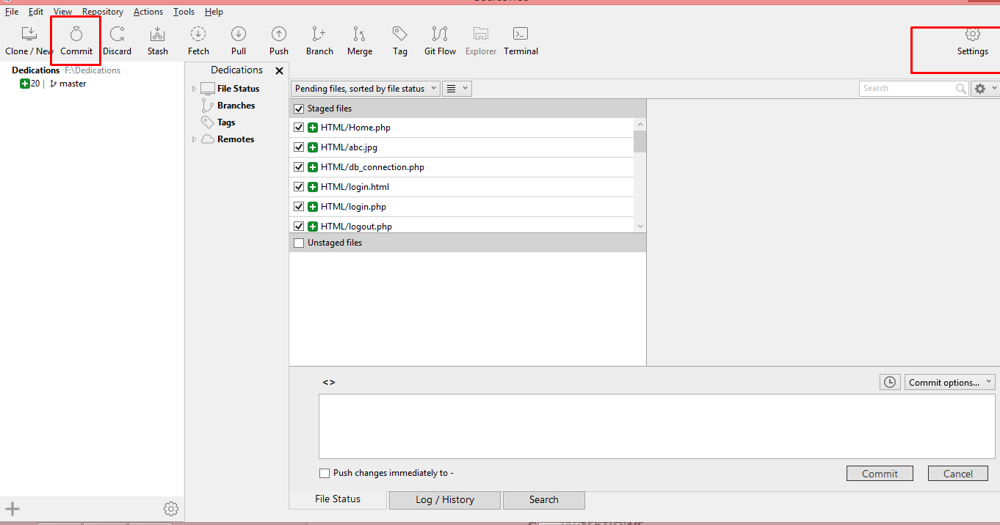 File Edit View Repository Actions Tools Help
Clone / New Commit Discard Stash Fetch Pull Push Branch Merge Tag Git Flow Explorer Terminal Settings
Dedications F:\Dedications
20 | master
Dedications
File Status
Branches
Tags
Remotes
Pending files, sorted by file status
Search
Staged files
HTML/Home.php
HTML/abc.jpg
HTML/db_connection.php
HTML/login.html
HTML/login.php
HTML/logout.php
Unstaged files
<>
Commit options...
Push changes immediately to -
Commit Cancel
File Status Log / History Search